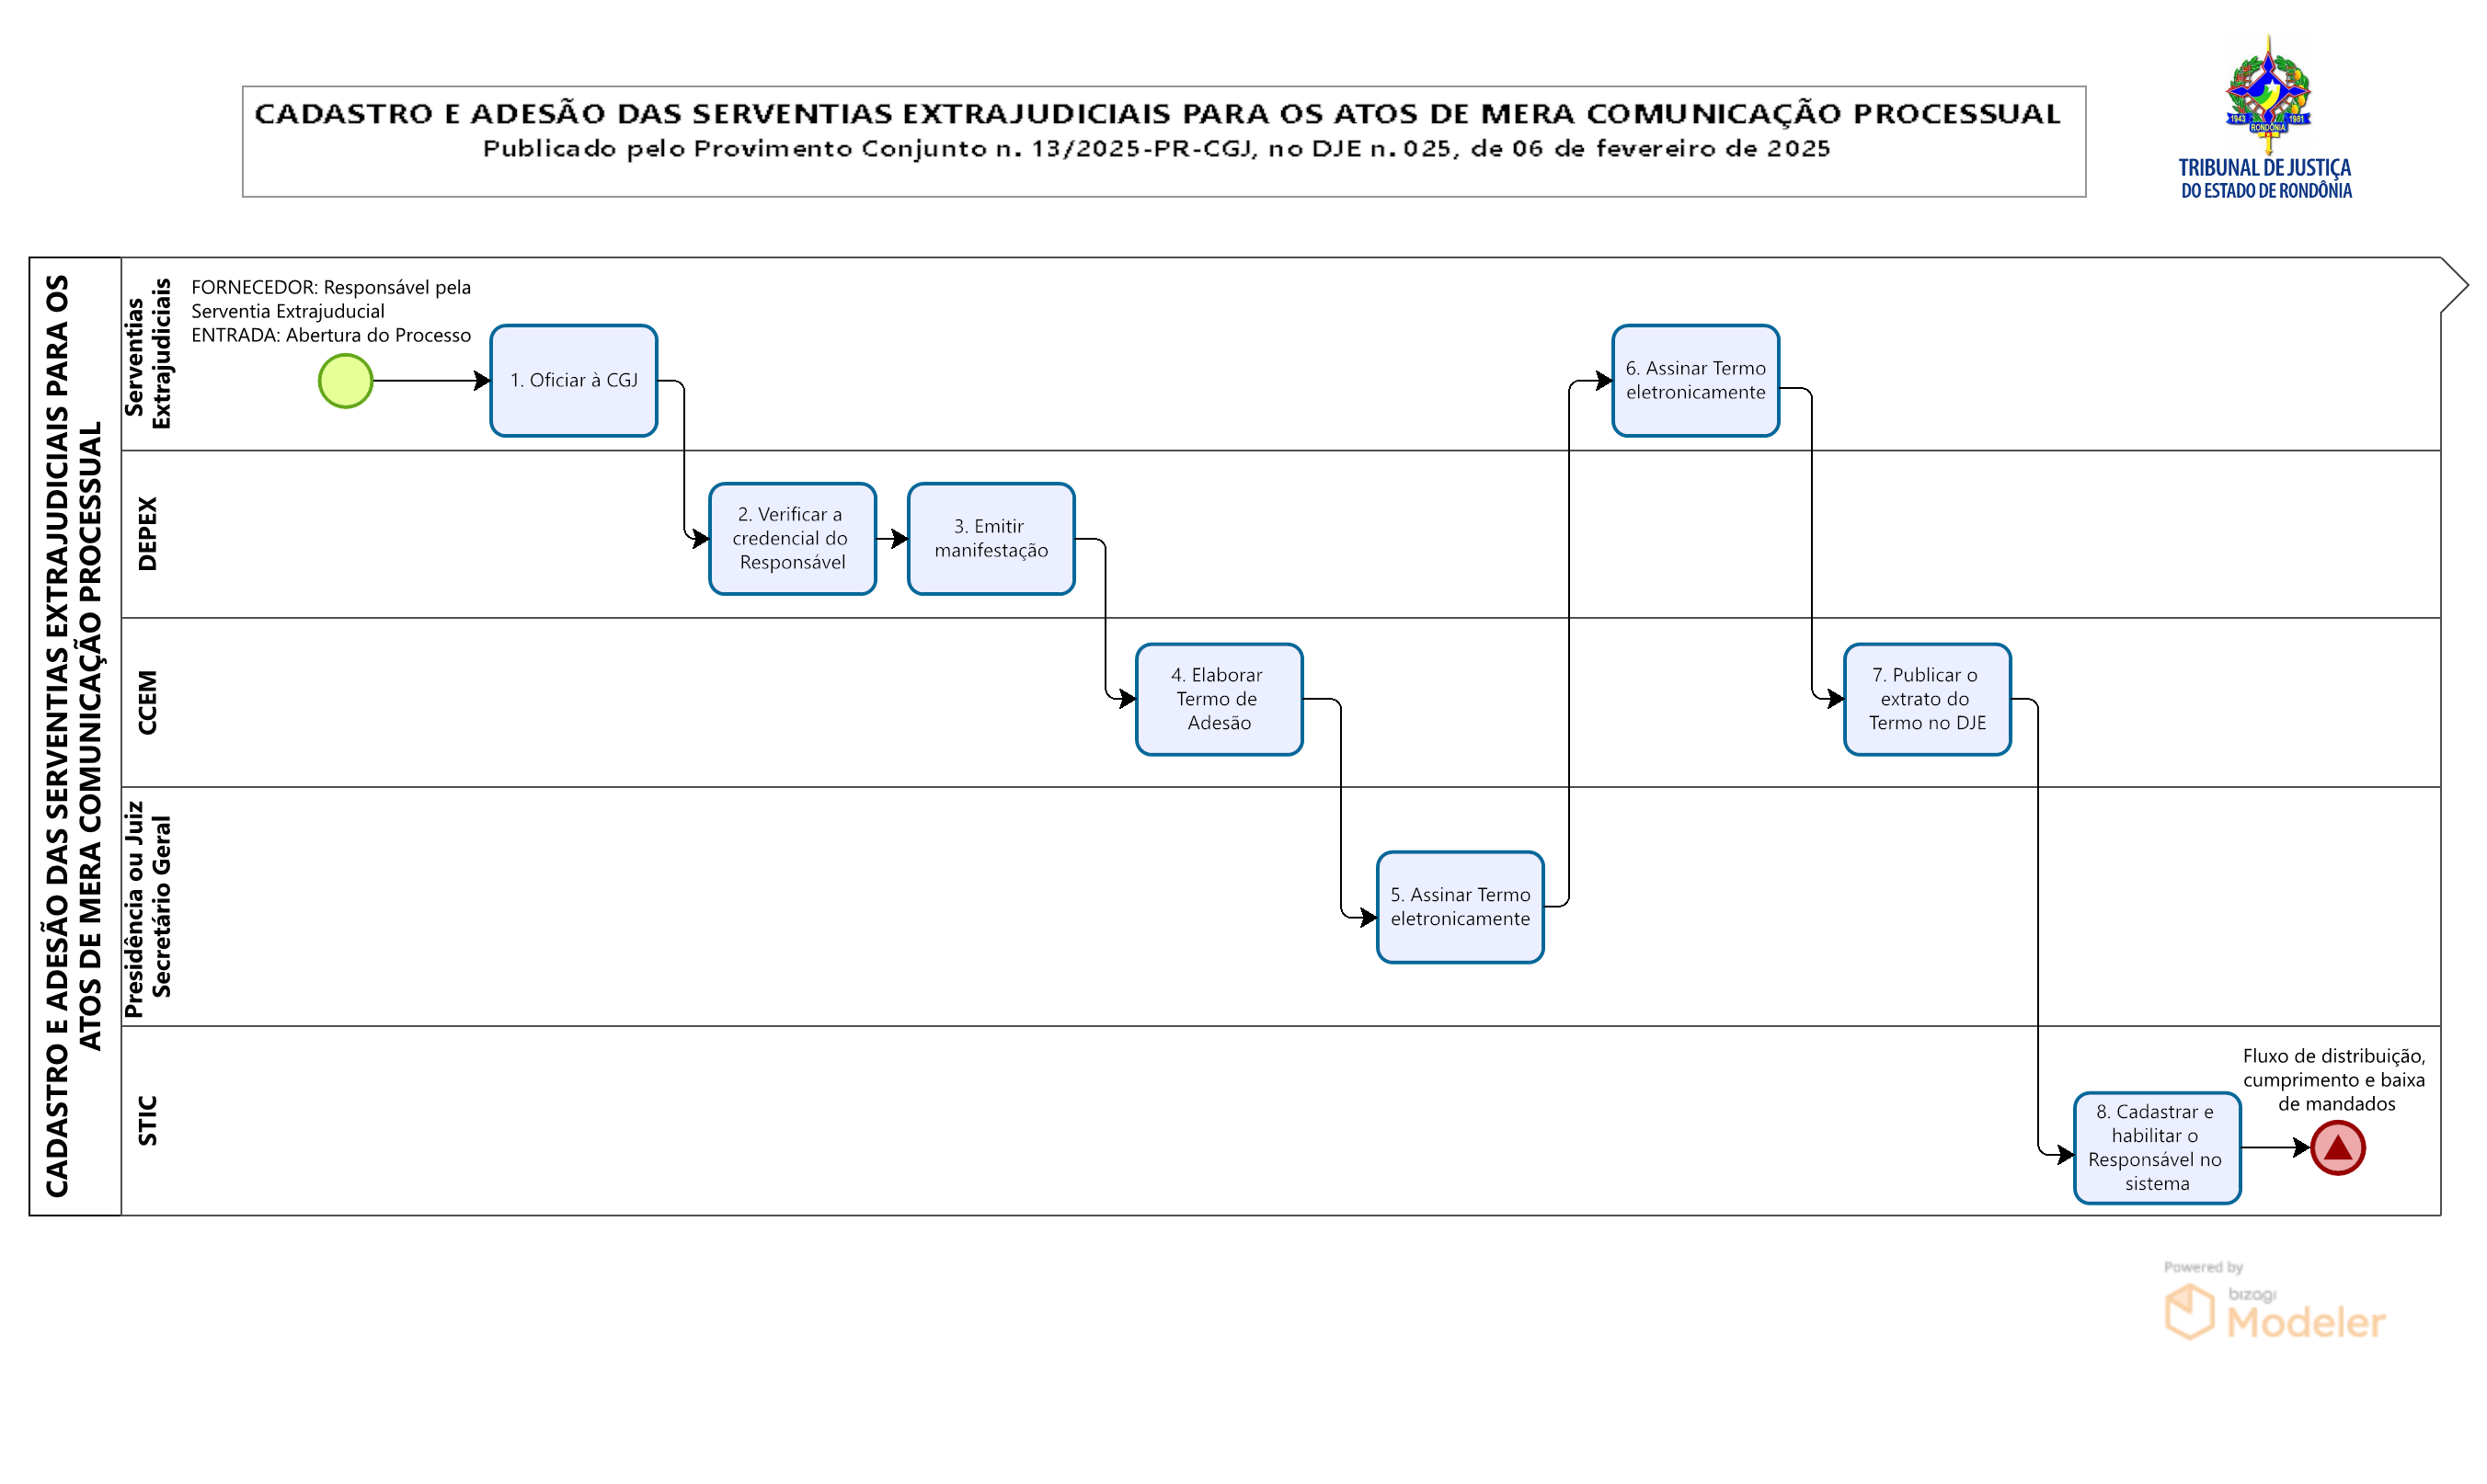 CADASTRO E ADESÃO DAS SERVENTIAS EXTRAJUDICIAIS PARA OS ATOS DE MERA COMUNICAÇÃO PROCESSUAL
Publicado pelo Provimento Conjunto n. 13/2025-PR-CGJ, no DJE n. 025, de 06 de fevereiro de 2025
1943
1981
RONDÔNIA
TRIBUNAL DE JUSTIÇA
DO ESTADO DE RONDÔNIA
CADASTRO E ADESÃO DAS SERVENTIAS EXTRAJUDICIAIS PARA OS
ATOS DE MERA COMUNICAÇÃO PROCESSUAL
Serventias
Extrajudiciais
FORNECEDOR: Responsável pela
Serventia Extrajuducial
ENTRADA: Abertura do Processo
1. Oficiar à CGJ
6. Assinar Termo
eletronicamente
DEPEX
2. Verificar a
credencial do
Responsável
3. Emitir
manifestação
CCEM
4. Elaborar
Termo de
Adesão
7. Publicar o
extrato do
Termo no DJE
Presidência ou Juiz
Secretário Geral
5. Assinar Termo
eletronicamente
STIC
8. Cadastrar e
habilitar o
Responsável no
sistema
Fluxo de distribuição,
cumprimento e baixa
de mandados
Powered by
bizagi
Modeler